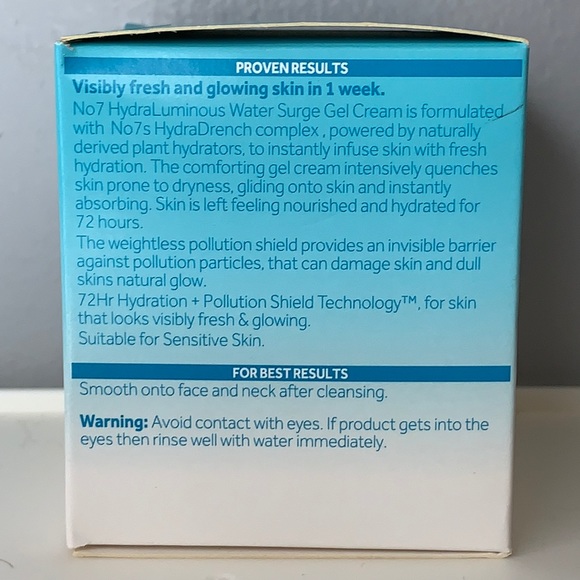 PROVEN RESULTS
Visibly fresh and glowing skin in 1 week.
No7 HydraLuminous Water Surge Gel Cream is formulated
with No7s HydraDrench complex , powered by naturally
derived plant hydrators, to instantly infuse skin with fresh
hydration. The comforting gel cream intensively quenches
skin prone to dryness, gliding onto skin and instantly
absorbing. Skin is left feeling nourished and hydrated for
72 hours.
The weightless pollution shield provides an invisible barrier
against pollution particles, that can damage skin and dull
skins natural glow.
72Hr Hydration + Pollution Shield Technology™, for skin
that looks visibly fresh & glowing.
Suitable for Sensitive Skin.
FOR BEST RESULTS
Smooth onto face and neck after cleansing.
Warning: Avoid contact with eyes. If product gets into the
eyes then rinse well with water immediately.